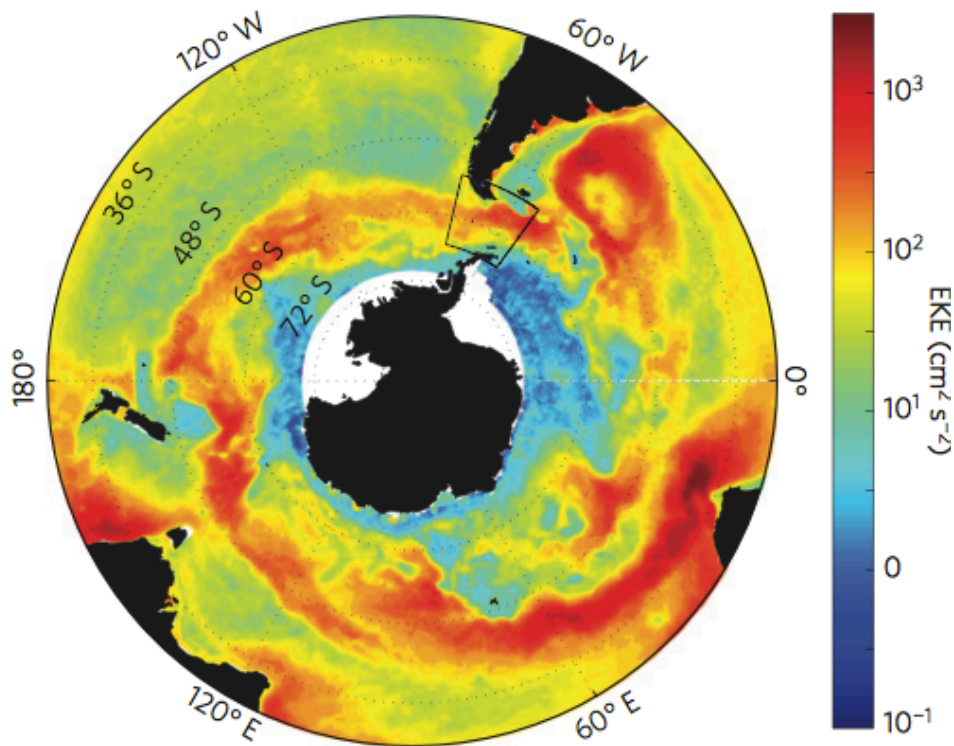 120° W
60° W
36° S
48° S
60° S
72° S
180°
0°
120° E
60° E
10³
10²
10¹
0
10⁻¹
EKE (cm² s⁻²)